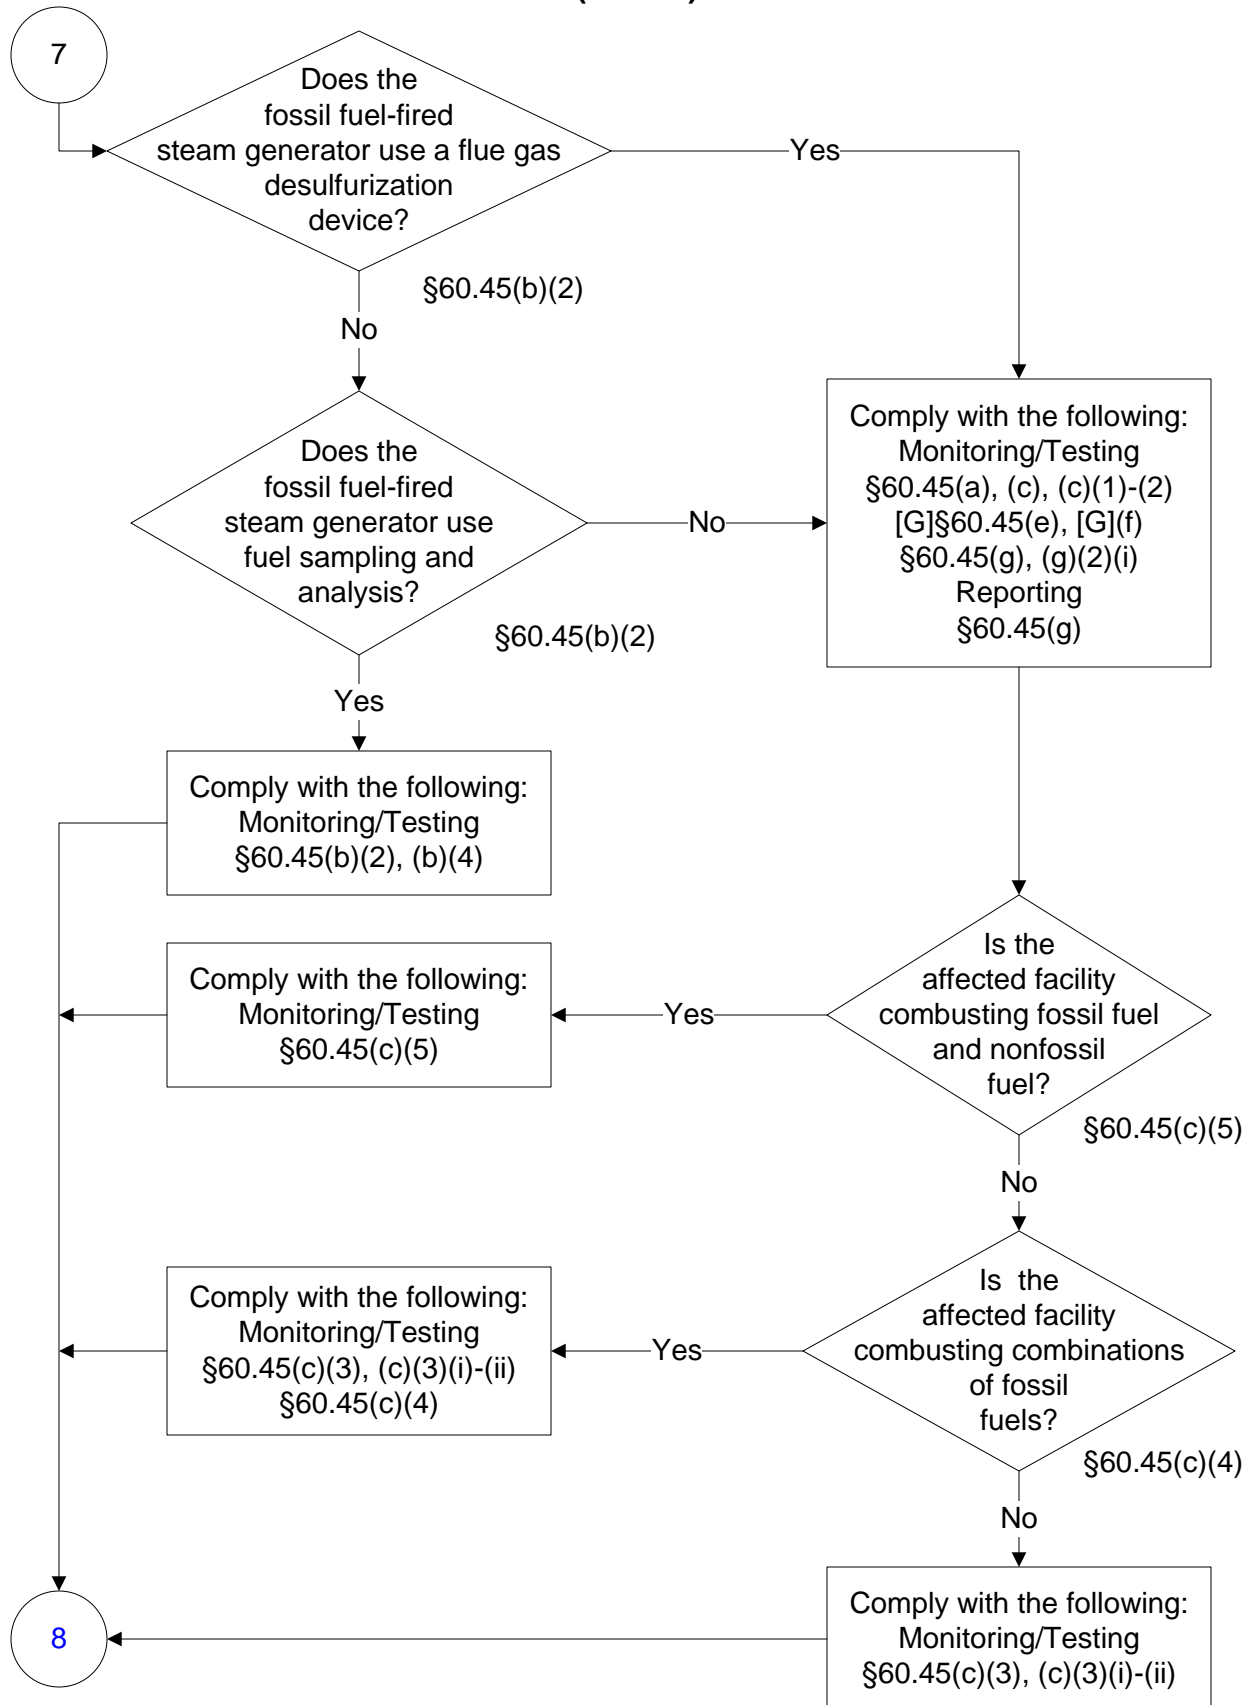 7
Does the
fossil fuel-fired
steam generator use a flue gas
desulfurization
device?
Yes
§60.45(b)(2)
No
Does the
fossil fuel-fired
steam generator use
fuel sampling and
analysis?
No
§60.45(b)(2)
Yes
Comply with the following:
Monitoring/Testing
§60.45(a), (c), (c)(1)-(2)
[G]§60.45(e), [G](f)
§60.45(g), (g)(2)(i)
Reporting
§60.45(g)
Comply with the following:
Monitoring/Testing
§60.45(b)(2), (b)(4)
Is the
affected facility
combusting fossil fuel
and nonfossil
fuel?
§60.45(c)(5)
Yes
Comply with the following:
Monitoring/Testing
§60.45(c)(5)
No
Is  the
affected facility
combusting combinations
of fossil
fuels?
§60.45(c)(4)
Yes
Comply with the following:
Monitoring/Testing
§60.45(c)(3), (c)(3)(i)-(ii)
§60.45(c)(4)
No
Comply with the following:
Monitoring/Testing
§60.45(c)(3), (c)(3)(i)-(ii)
8